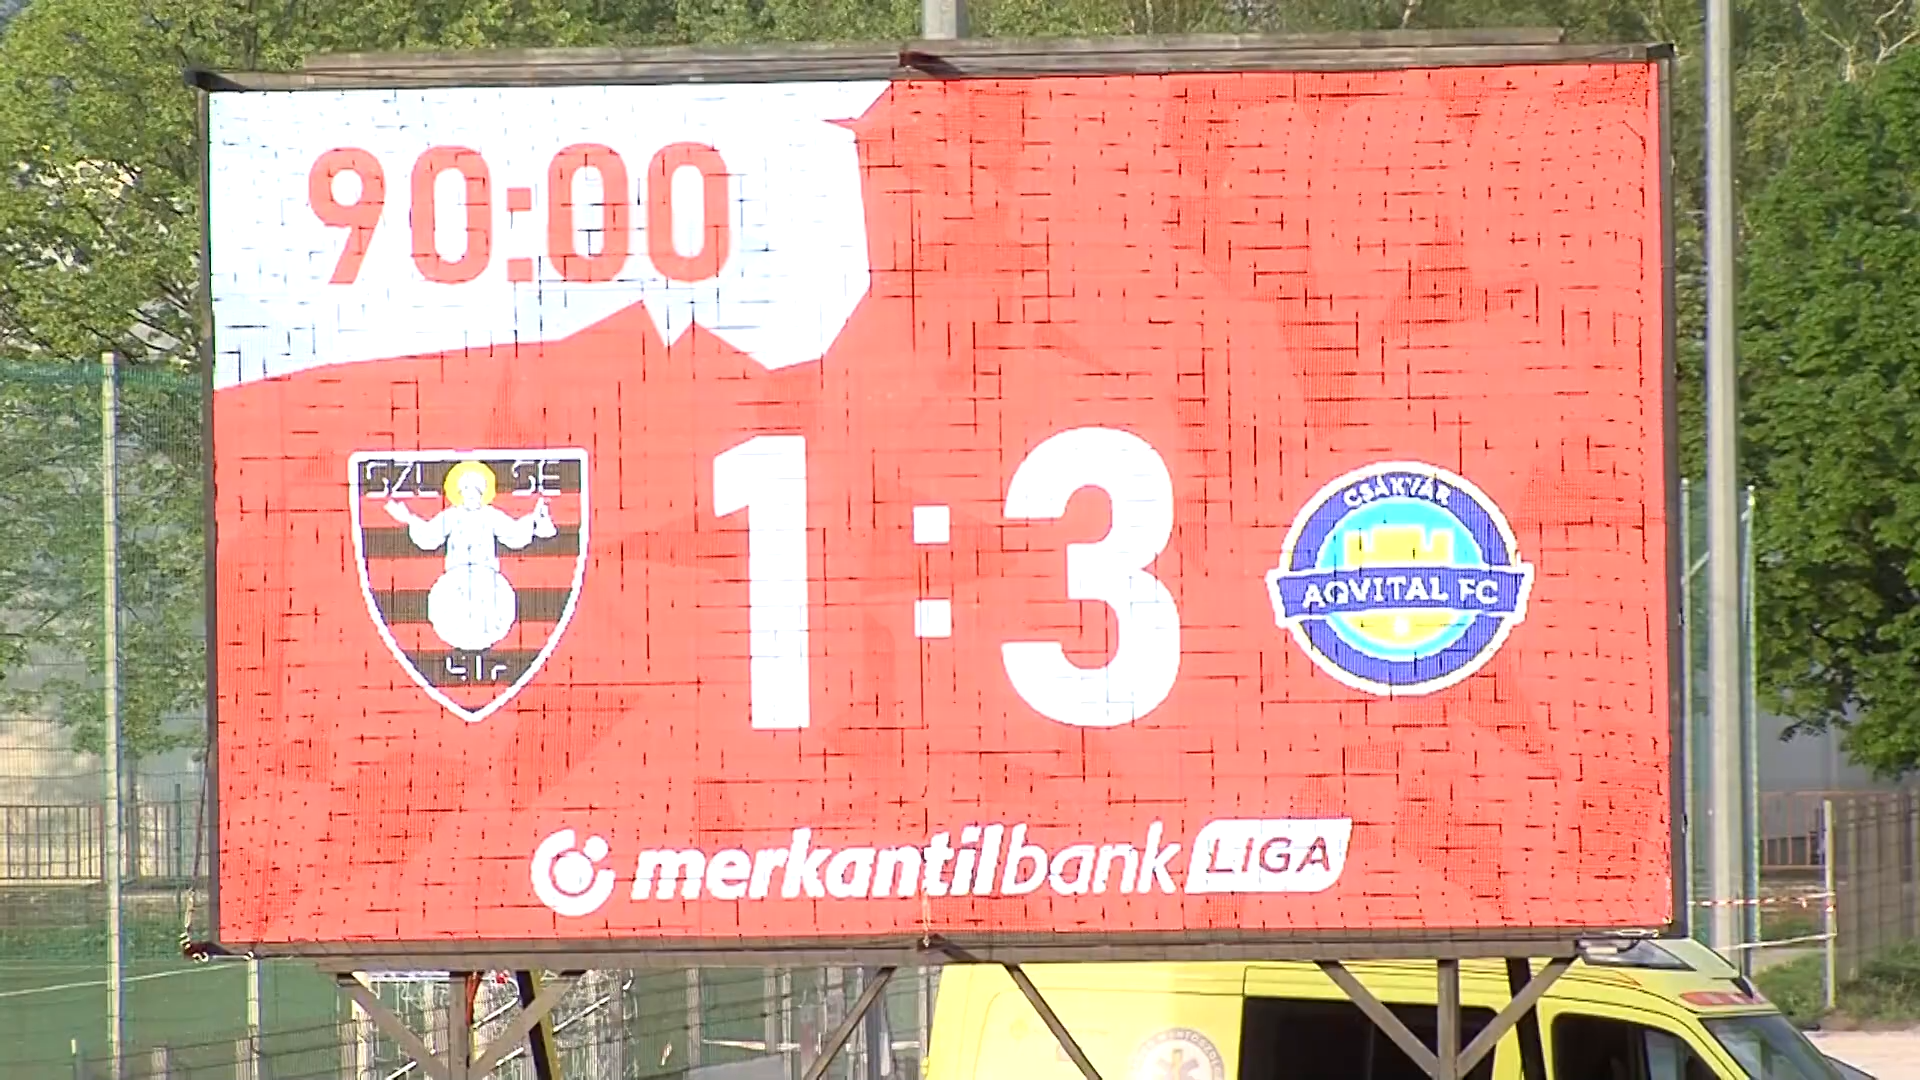 90:00
SZL SE
1:3
CSÁKVÁR
AQVITAL FC
merkantilbank LIGA